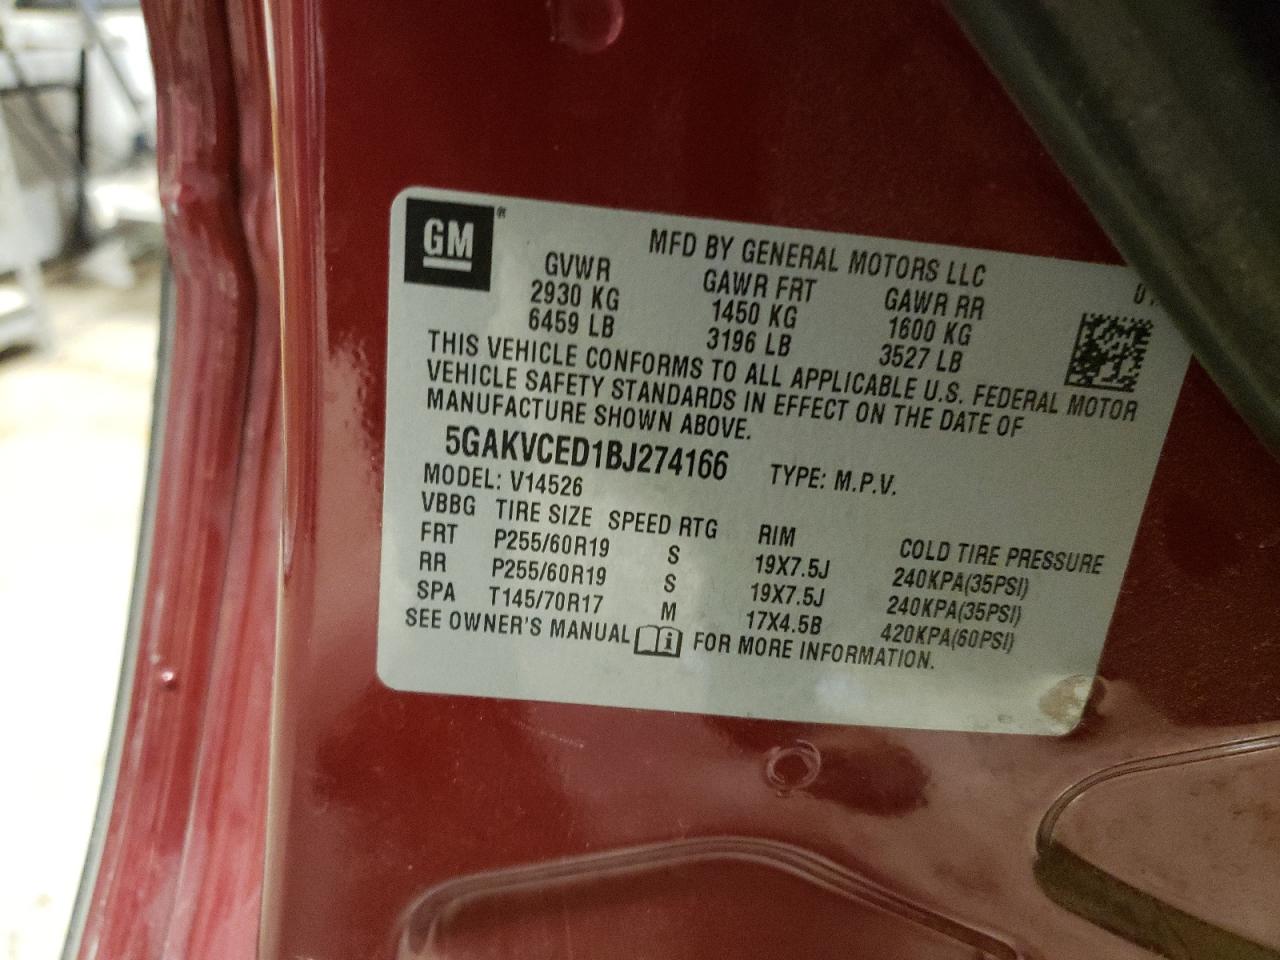 GM®
MFD BY GENERAL MOTORS LLC
GVWR GAWR FRT GAWR RR
2930 KG 1450 KG 1600 KG
6459 LB 3196 LB 3527 LB
THIS VEHICLE CONFORMS TO ALL APPLICABLE U.S. FEDERAL MOTOR
VEHICLE SAFETY STANDARDS IN EFFECT ON THE DATE OF
MANUFACTURE SHOWN ABOVE.
5GAKVCED1BJ274166 TYPE: M.P.V.
MODEL: V14526
VBBG TIRE SIZE SPEED RTG RIM COLD TIRE PRESSURE
FRT P255/60R19 S 19X7.5J 240KPA(35PSI)
RR P255/60R19 S 19X7.5J 240KPA(35PSI)
SPA T145/70R17 M 17X4.5B 420KPA(60PSI)
SEE OWNER'S MANUAL FOR MORE INFORMATION.